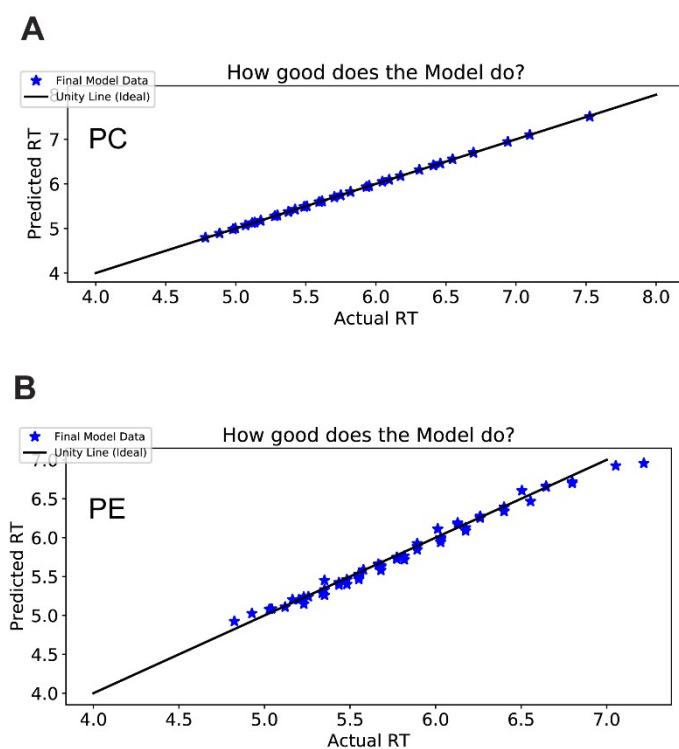 A
How good does the Model do?
Final Model Data
Unity Line (Ideal)
PC
8
7
6
5
4
Predicted RT
4.0 4.5 5.0 5.5 6.0 6.5 7.0 7.5 8.0
Actual RT
B
How good does the Model do?
Final Model Data
Unity Line (Ideal)
PE
7.0
6.5
6.0
5.5
5.0
4.5
4.0
Predicted RT
4.0 4.5 5.0 5.5 6.0 6.5 7.0
Actual RT